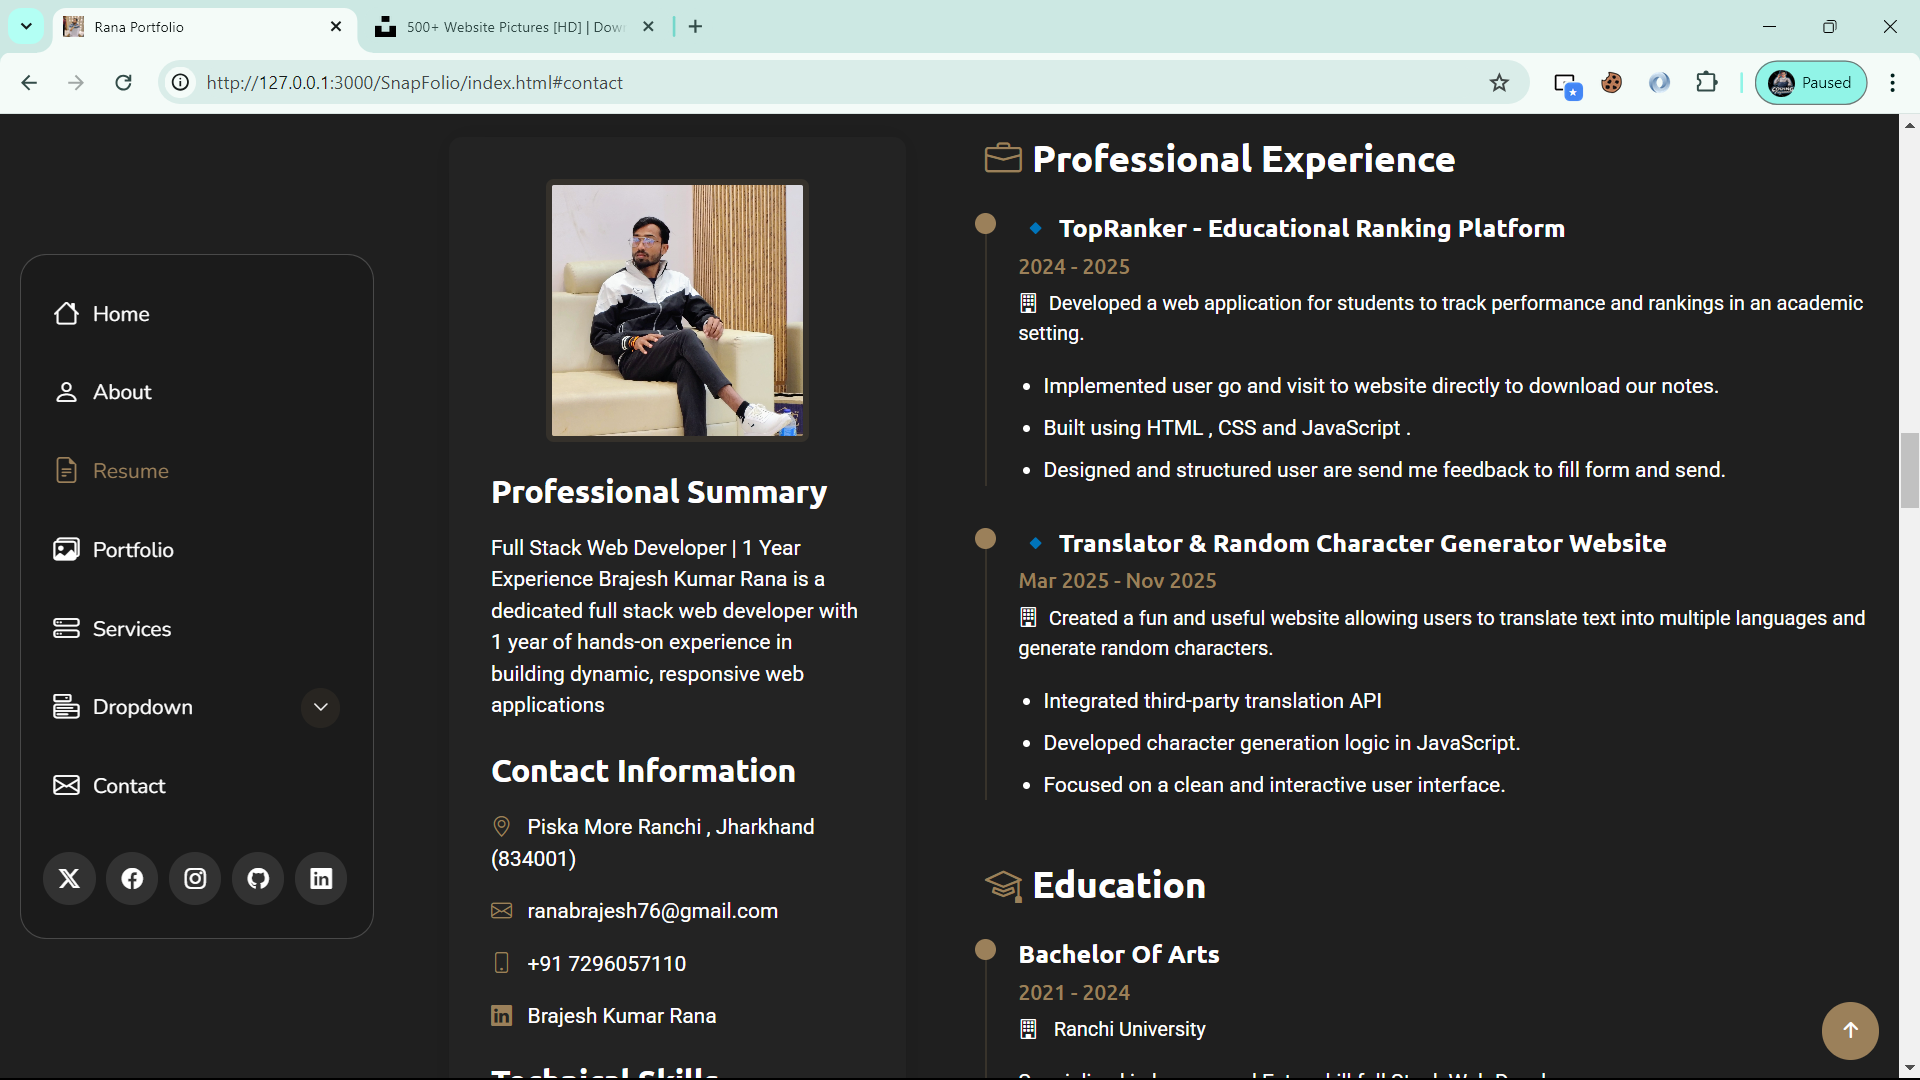 Rana Portfolio
500+ Website Pictures [HD] | Dow
http://127.0.0.1:3000/SnapFolio/index.html#contact
Paused
Home
About
Resume
Portfolio
Services
Dropdown
Contact
Professional Summary
Full Stack Web Developer | 1 Year
Experience Brajesh Kumar Rana is a
dedicated full stack web developer with
1 year of hands-on experience in
building dynamic, responsive web
applications
Contact Information
Piska More Ranchi , Jharkhand
(834001)
ranabrajesh76@gmail.com
+91 7296057110
Brajesh Kumar Rana
Technical Skills
Professional Experience
TopRanker - Educational Ranking Platform
2024 - 2025
Developed a web application for students to track performance and rankings in an academic
setting.
Implemented user go and visit to website directly to download our notes.
Built using HTML , CSS and JavaScript .
Designed and structured user are send me feedback to fill form and send.
Translator & Random Character Generator Website
Mar 2025 - Nov 2025
Created a fun and useful website allowing users to translate text into multiple languages and
generate random characters.
Integrated third-party translation API
Developed character generation logic in JavaScript.
Focused on a clean and interactive user interface.
Education
Bachelor Of Arts
2021 - 2024
Ranchi University